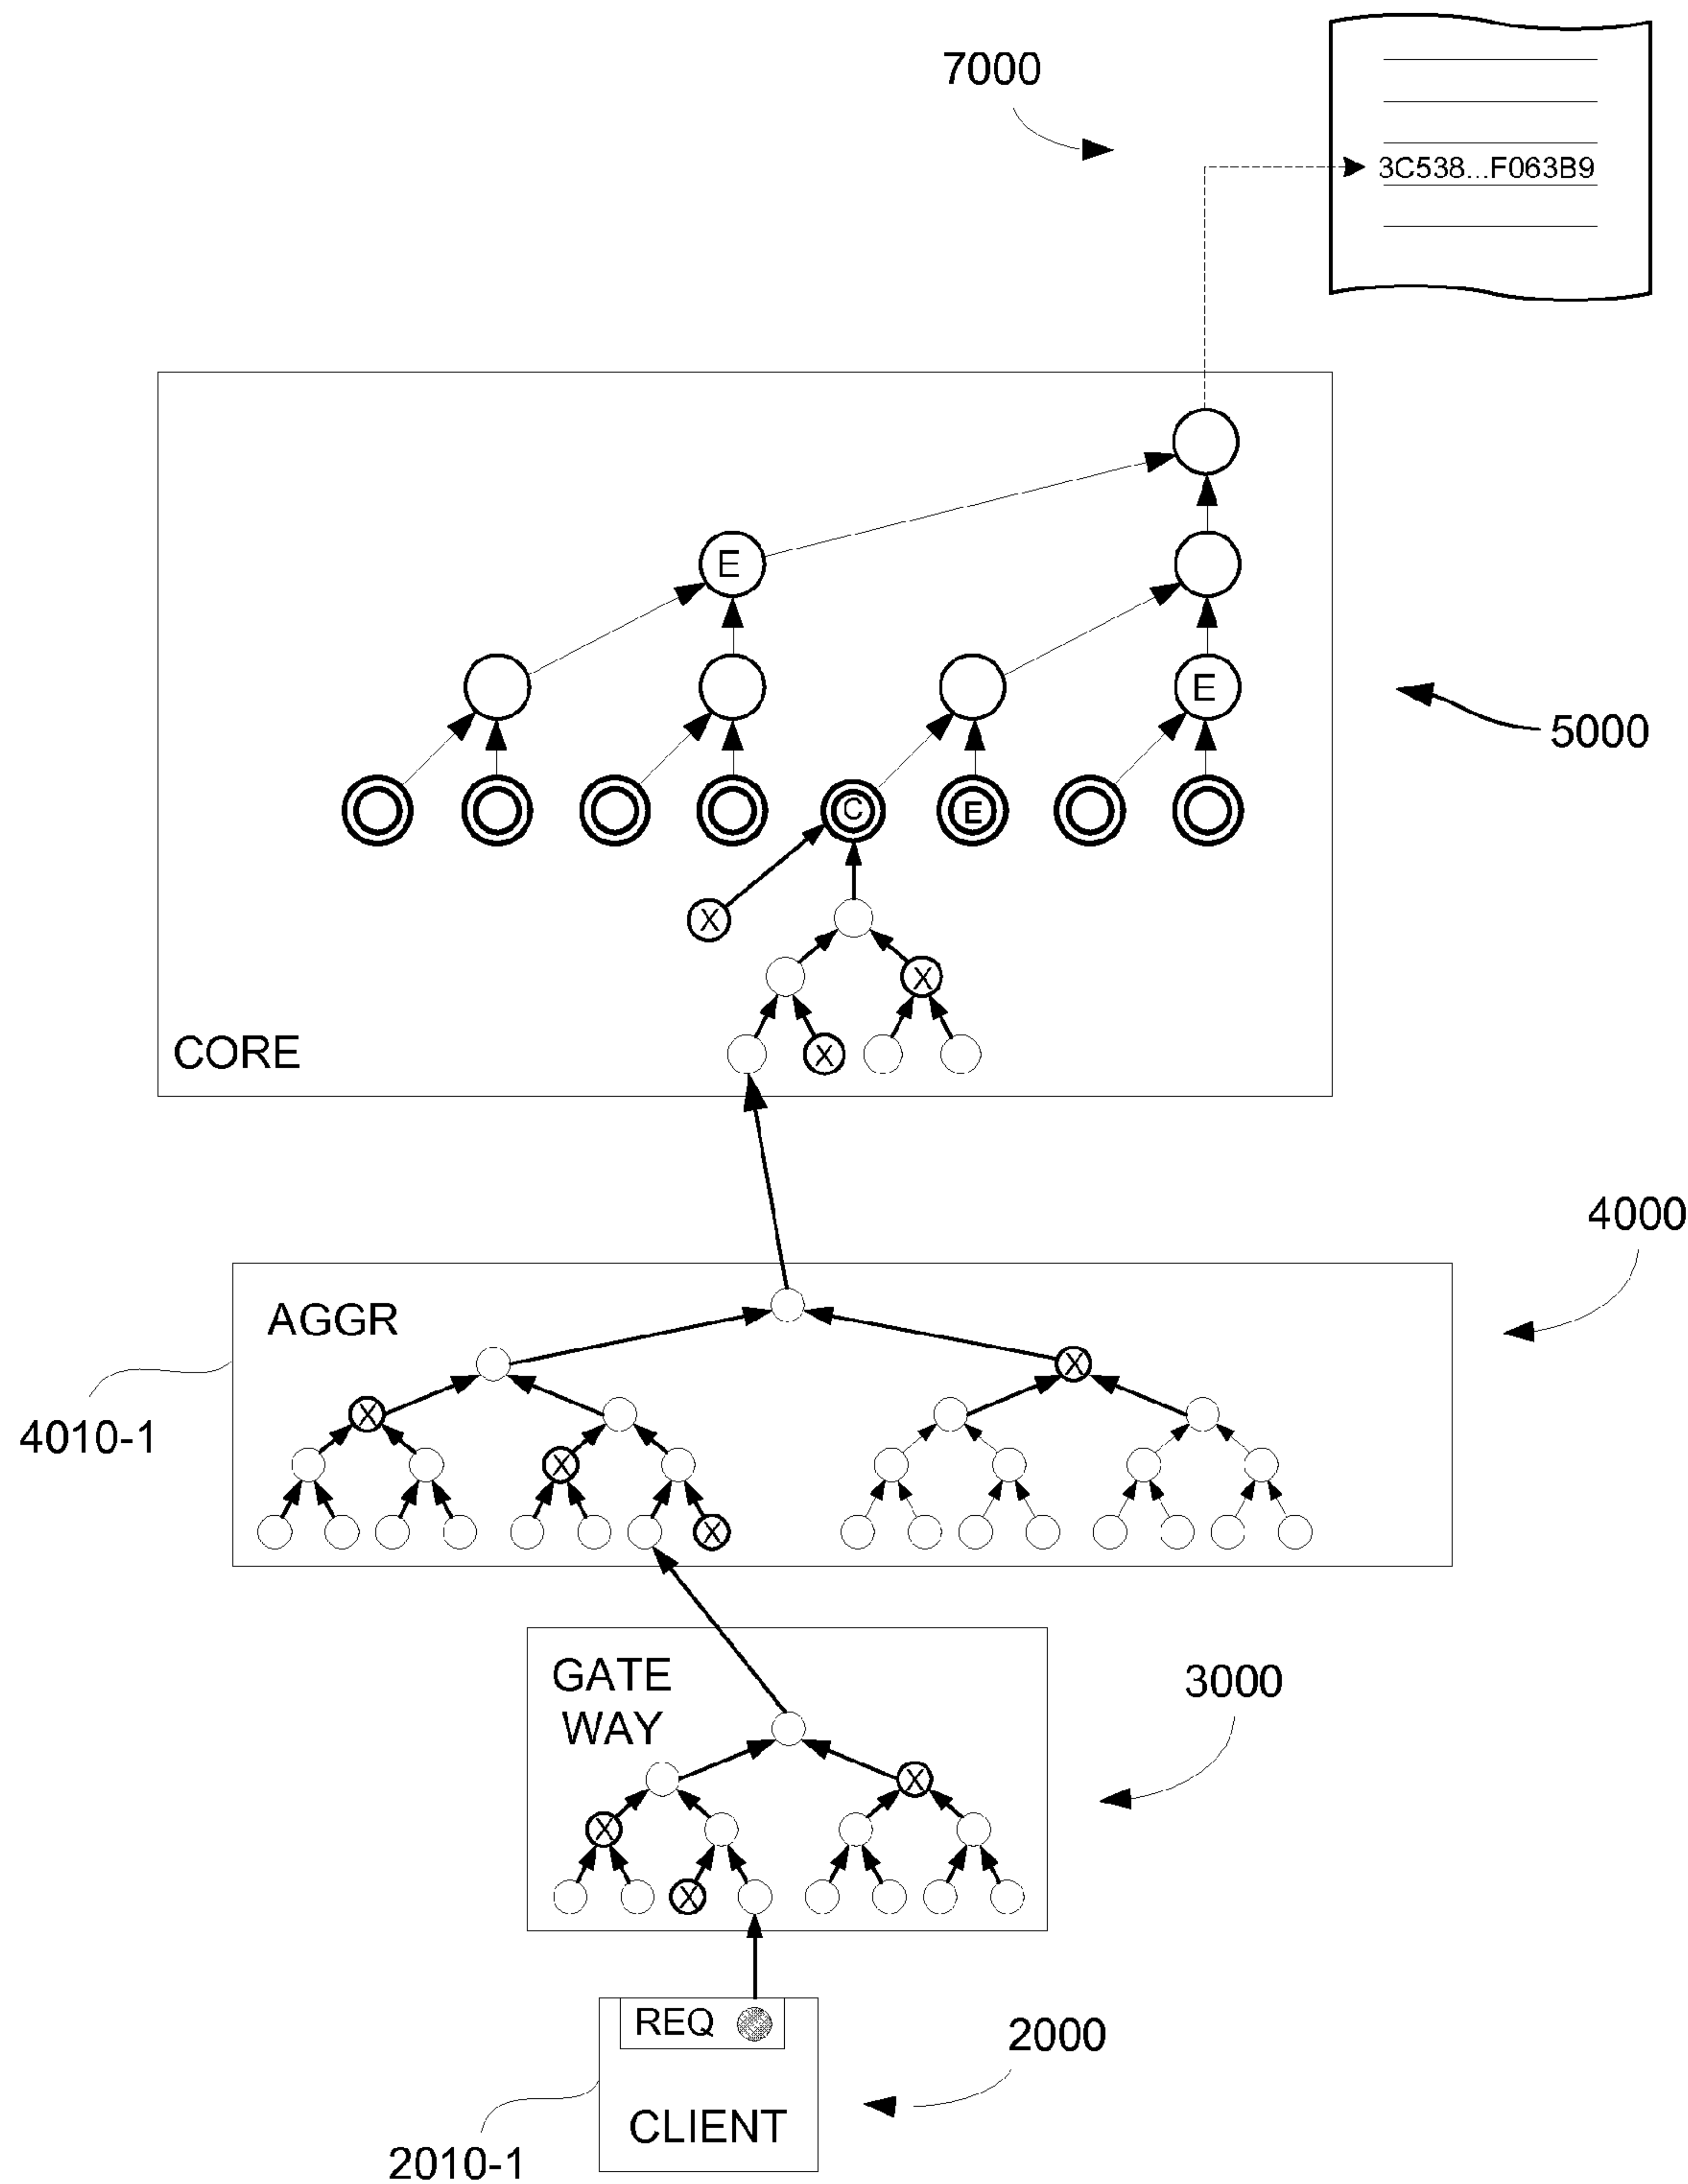 7000
3C538...F063B9
E
E
5000
C
E
X
X
CORE
X
4000
AGGR
X
4010-1
X
X
X
GATE
WAY
3000
X
X
X
REQ
2000
CLIENT
2010-1